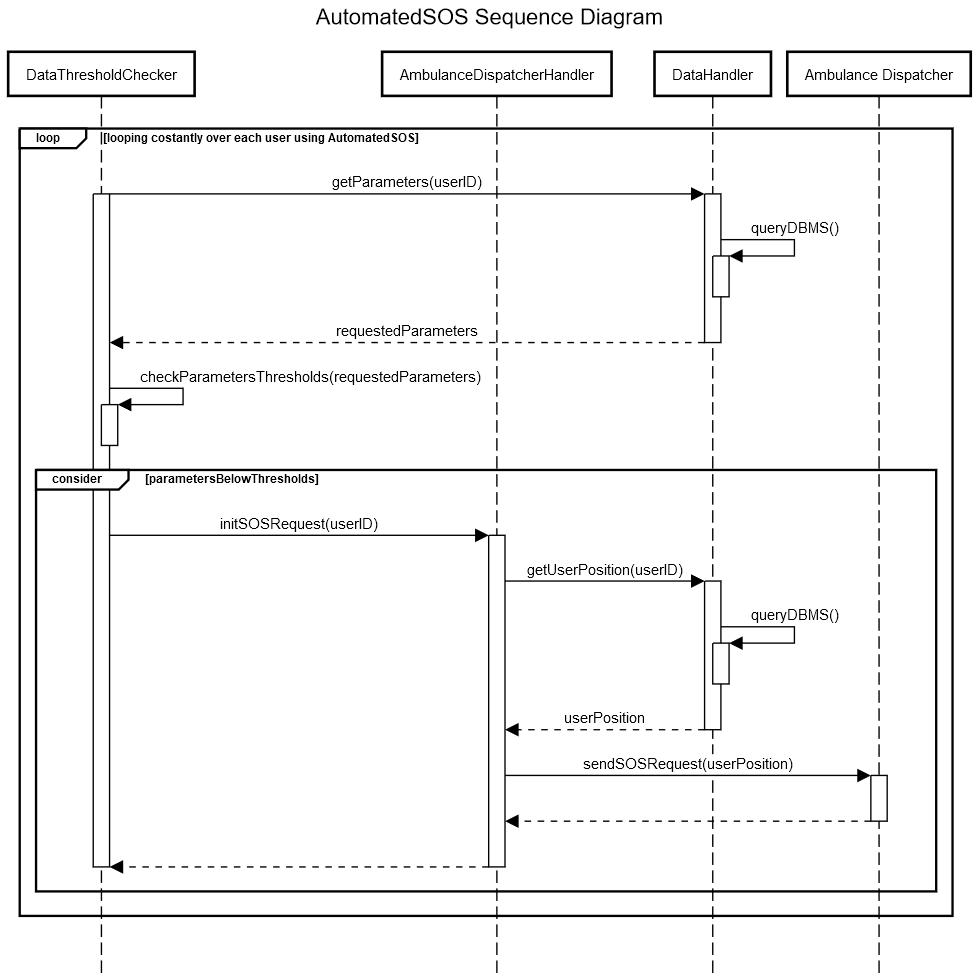 AutomatedSOS Sequence Diagram
DataThresholdChecker
AmbulanceDispatcherHandler
DataHandler
Ambulance Dispatcher
loop
[looping costantly over each user using AutomatedSOS]
getParameters(userID)
queryDBMS()
requestedParameters
checkParametersThresholds(requestedParameters)
consider
[parametersBelowThresholds]
initSOSRequest(userID)
getUserPosition(userID)
queryDBMS()
userPosition
sendSOSRequest(userPosition)